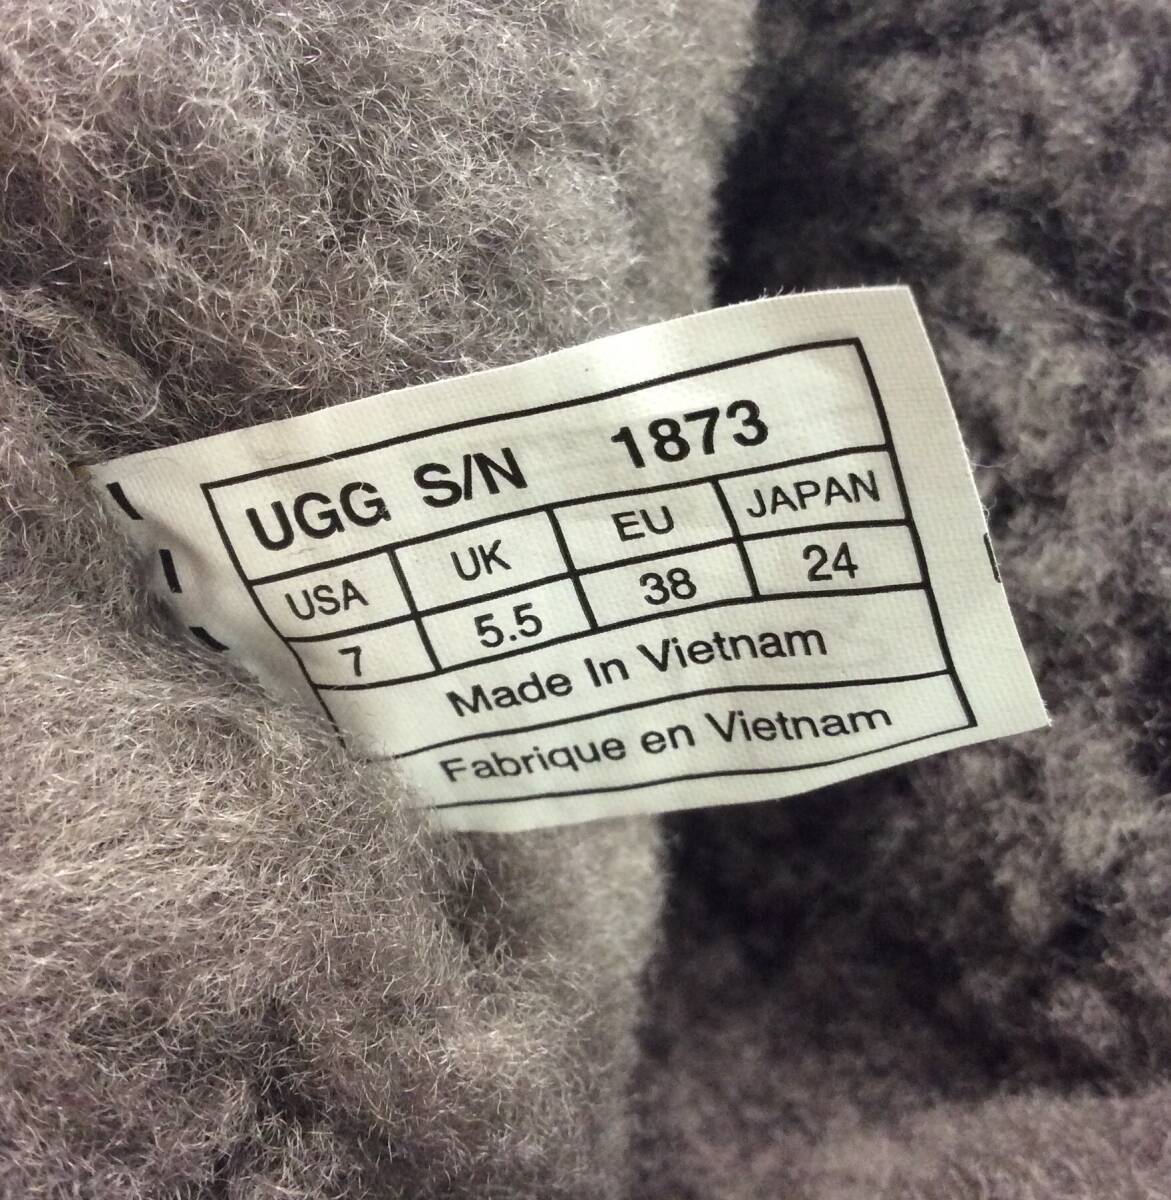 UGG S/N 1873
USA UK EU JAPAN
7 5.5 38 24
Made In Vietnam
Fabrique en Vietnam